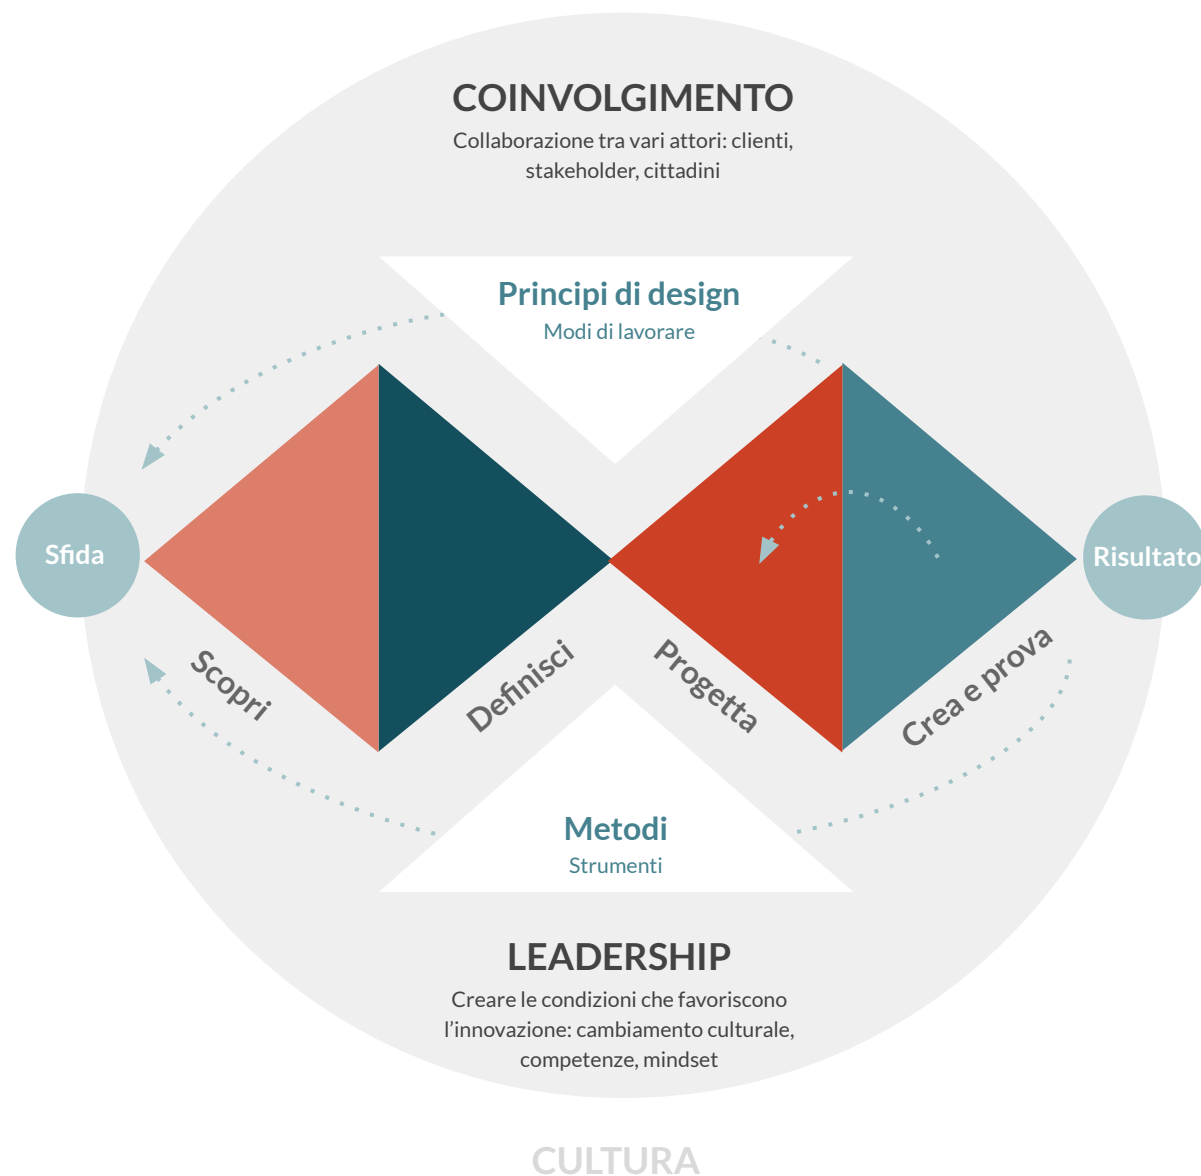 COINVOLGIMENTO
Collaborazione tra vari attori: clienti,
stakeholder, cittadini
Principi di design
Modi di lavorare
Sfida
Risultato
Scopri
Definisci
Progetta
Crea e prova
Metodi
Strumenti
LEADERSHIP
Creare le condizioni che favoriscono
l’innovazione: cambiamento culturale,
competenze, mindset
CULTURA